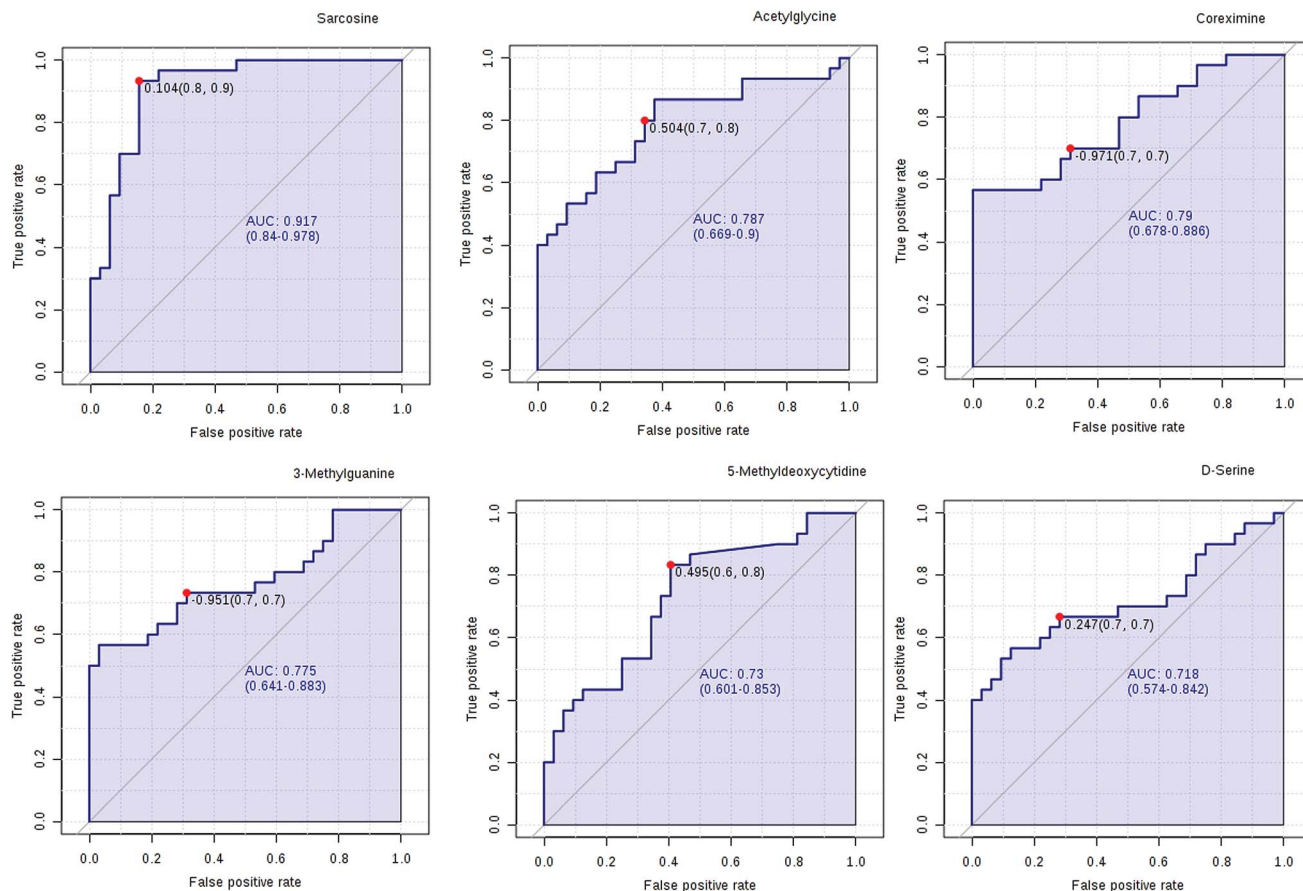 Sarcosine
1.0
0.8
0.6
0.4
0.2
0.0
True positive rate
0.104(0.8, 0.9)
AUC: 0.917
(0.84-0.978)
0.0 0.2 0.4 0.6 0.8 1.0
False positive rate
Acetylglycine
1.0
0.8
0.6
0.4
0.2
0.0
True positive rate
0.504(0.7, 0.8)
AUC: 0.787
(0.669-0.9)
0.0 0.2 0.4 0.6 0.8 1.0
False positive rate
Coreximine
1.0
0.8
0.6
0.4
0.2
0.0
True positive rate
-0.971(0.7, 0.7)
AUC: 0.79
(0.678-0.886)
0.0 0.2 0.4 0.6 0.8 1.0
False positive rate
3-Methylguanine
1.0
0.8
0.6
0.4
0.2
0.0
True positive rate
-0.951(0.7, 0.7)
AUC: 0.775
(0.641-0.883)
0.0 0.2 0.4 0.6 0.8 1.0
False positive rate
5-Methyldeoxycytidine
1.0
0.8
0.6
0.4
0.2
0.0
True positive rate
0.495(0.6, 0.8)
AUC: 0.73
(0.601-0.853)
0.0 0.2 0.4 0.6 0.8 1.0
False positive rate
D-Serine
1.0
0.8
0.6
0.4
0.2
0.0
True positive rate
0.247(0.7, 0.7)
AUC: 0.718
(0.574-0.842)
0.0 0.2 0.4 0.6 0.8 1.0
False positive rate